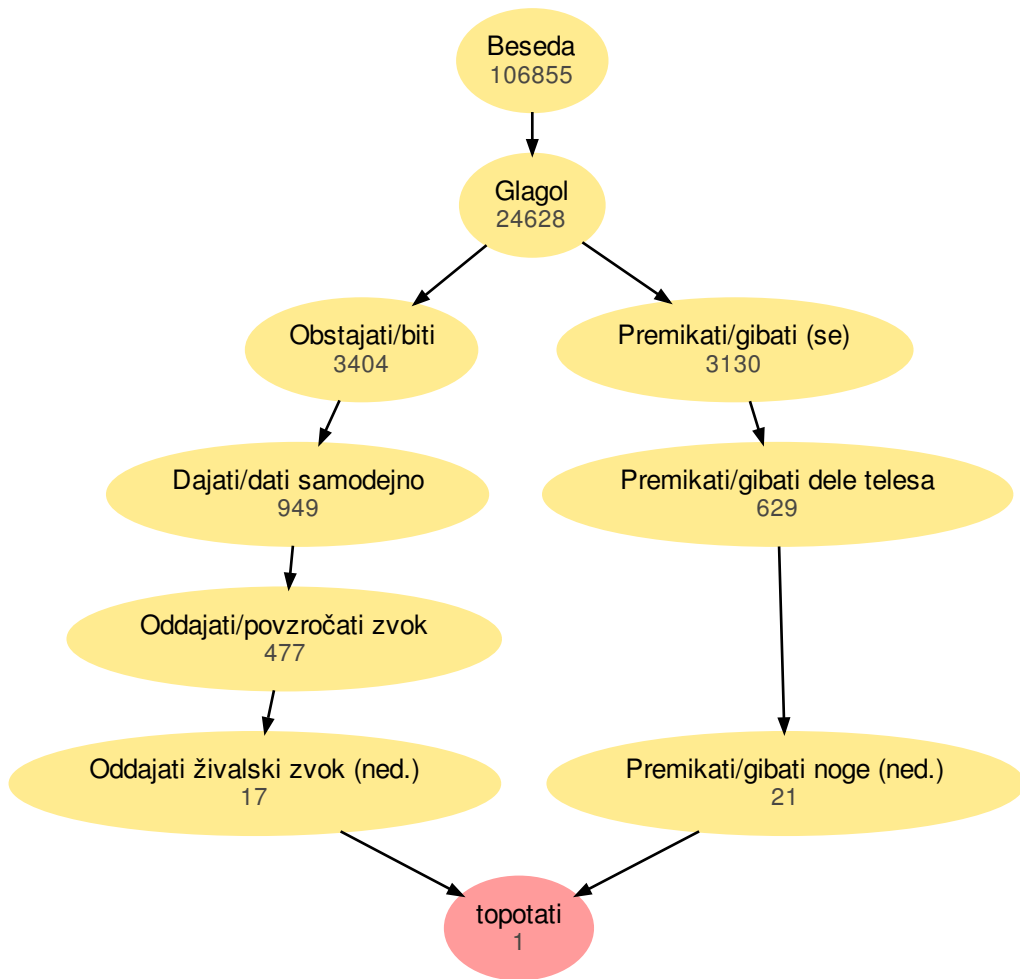 Beseda
106855
Glagol
24628
Obstajati/biti
3404
Premikati/gibati (se)
3130
Dajati/dati samodejno
949
Premikati/gibati dele telesa
629
Oddajati/povzročati zvok
477
Oddajati živalski zvok (ned.)
17
Premikati/gibati noge (ned.)
21
topotati
1